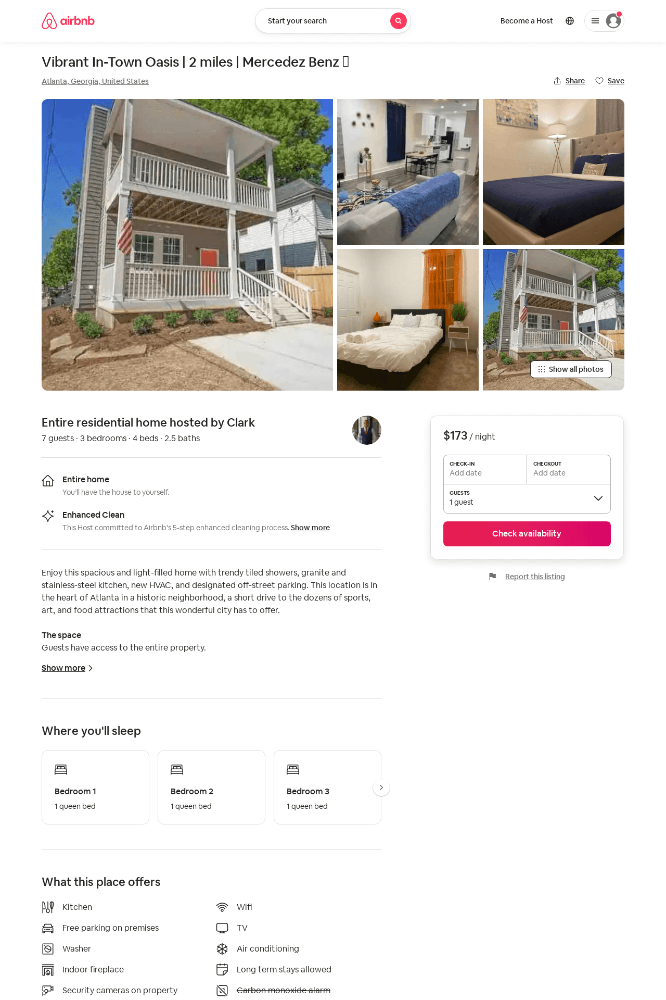 airbnb
Start your search
Become a Host
Vibrant In-Town Oasis | 2 miles | Mercedez Benz
Atlanta, Georgia, United States
Share
Save
Show all photos
Entire residential home hosted by Clark
7 guests · 3 bedrooms · 4 beds · 2.5 baths
Entire home
You’ll have the house to yourself.
Enhanced Clean
This Host committed to Airbnb's 5-step enhanced cleaning process. Show more
Enjoy this spacious and light-filled home with trendy tiled showers, granite and
stainless-steel kitchen, new HVAC, and designated off-street parking. This location Is In
the heart of Atlanta in a historic neighborhood, a short drive to the dozens of sports,
art, and food attractions that this wonderful city has to offer.
The space
Guests have access to the entire property.
Show more
$173 / night
CHECK-IN
Add date
CHECKOUT
Add date
GUESTS
1 guest
Check availability
Report this listing
Where you'll sleep
Bedroom 1
1 queen bed
Bedroom 2
1 queen bed
Bedroom 3
1 queen bed
What this place offers
Kitchen
Wifi
Free parking on premises
TV
Washer
Air conditioning
Indoor fireplace
Long term stays allowed
Security cameras on property
Carbon monoxide alarm